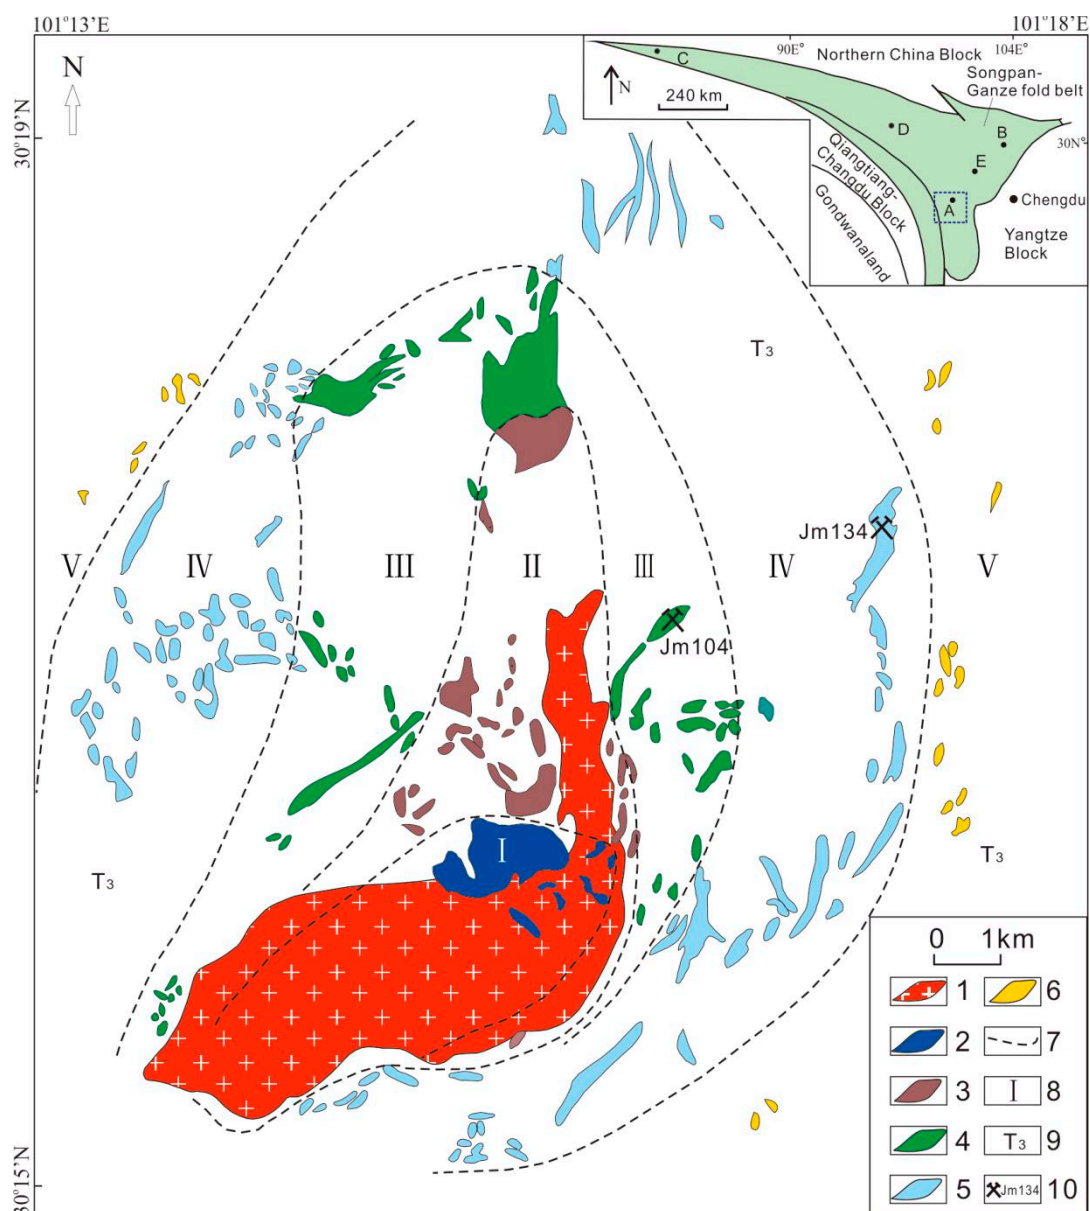 101°13’E
101°18’E
N
30°19’N
30°15’N
90E°
104E°
Northern China Block
Songpan-
Ganze fold belt
C
N
240 km
D
B
30N°
E
Qiangtiang-
Changdu Block
A
Chengdu
Gondwanaland
Yangtze
Block
T₃
Jm134
Ⅴ
Ⅳ
Ⅲ
Ⅱ
Ⅲ
Ⅳ
Ⅴ
Jm104
Ⅰ
T₃
T₃
0 1km
1
6
2
7
3
Ⅰ
8
4
T₃
9
5
Jm134
10